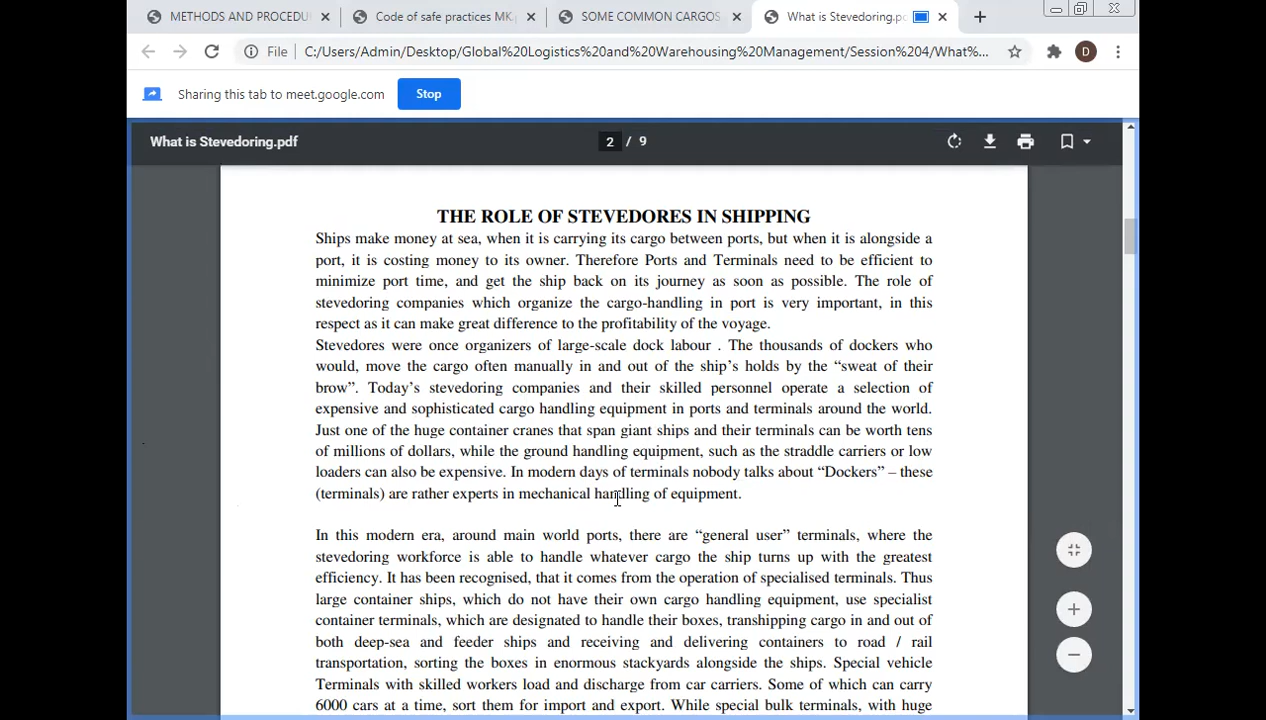 METHODS AND PROCEDU
Code of safe practices MK.p
SOME COMMON CARGOS
What is Stevedoring.pd
File C:/Users/Admin/Desktop/Global%20Logistics%20and%20Warehousing%20Management/Session%204/What%...
D
Sharing this tab to meet.google.com Stop
What is Stevedoring.pdf 2 / 9
THE ROLE OF STEVEDORES IN SHIPPING
Ships make money at sea, when it is carrying its cargo between ports, but when it is alongside a
port, it is costing money to its owner. Therefore Ports and Terminals need to be efficient to
minimize port time, and get the ship back on its journey as soon as possible. The role of
stevedoring companies which organize the cargo-handling in port is very important, in this
respect as it can make great difference to the profitability of the voyage.
Stevedores were once organizers of large-scale dock labour . The thousands of dockers who
would, move the cargo often manually in and out of the ship’s holds by the “sweat of their
brow”. Today’s stevedoring companies and their skilled personnel operate a selection of
expensive and sophisticated cargo handling equipment in ports and terminals around the world.
Just one of the huge container cranes that span giant ships and their terminals can be worth tens
of millions of dollars, while the ground handling equipment, such as the straddle carriers or low
loaders can also be expensive. In modern days of terminals nobody talks about “Dockers” – these
(terminals) are rather experts in mechanical handling of equipment.
In this modern era, around main world ports, there are “general user” terminals, where the
stevedoring workforce is able to handle whatever cargo the ship turns up with the greatest
efficiency. It has been recognised, that it comes from the operation of specialised terminals. Thus
large container ships, which do not have their own cargo handling equipment, use specialist
container terminals, which are designated to handle their boxes, transhipping cargo in and out of
both deep-sea and feeder ships and receiving and delivering containers to road / rail
transportation, sorting the boxes in enormous stackyards alongside the ships. Special vehicle
Terminals with skilled workers load and discharge from car carriers. Some of which can carry
6000 cars at a time, sort them for import and export. While special bulk terminals, with huge